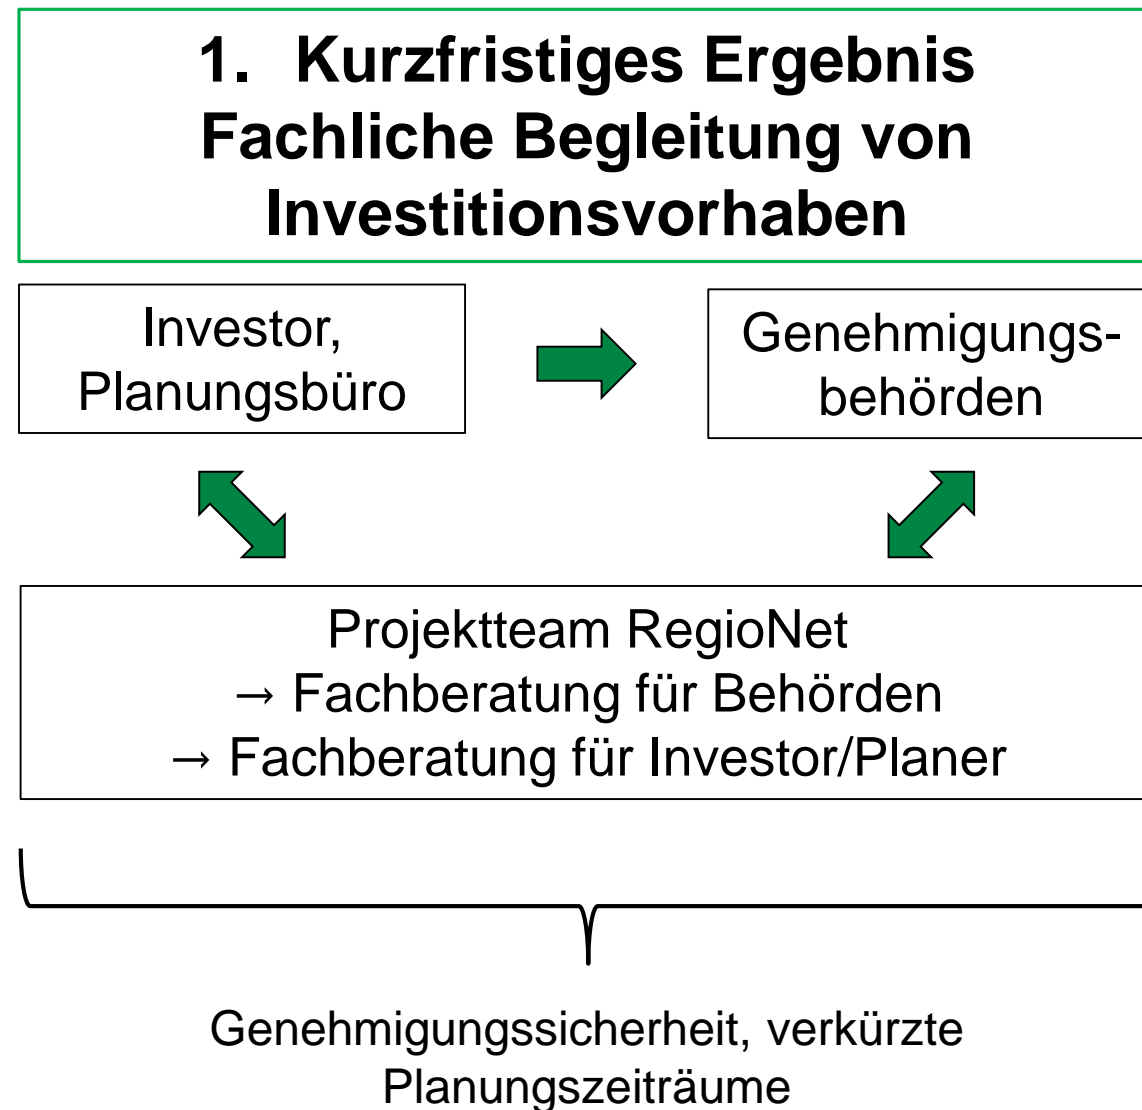 1. Kurzfristiges Ergebnis
Fachliche Begleitung von
Investitionsvorhaben
Investor,
Planungsbüro
Genehmigungs-
behörden
Projektteam RegioNet
→ Fachberatung für Behörden
→ Fachberatung für Investor/Planer
Genehmigungssicherheit, verkürzte
Planungszeiträume